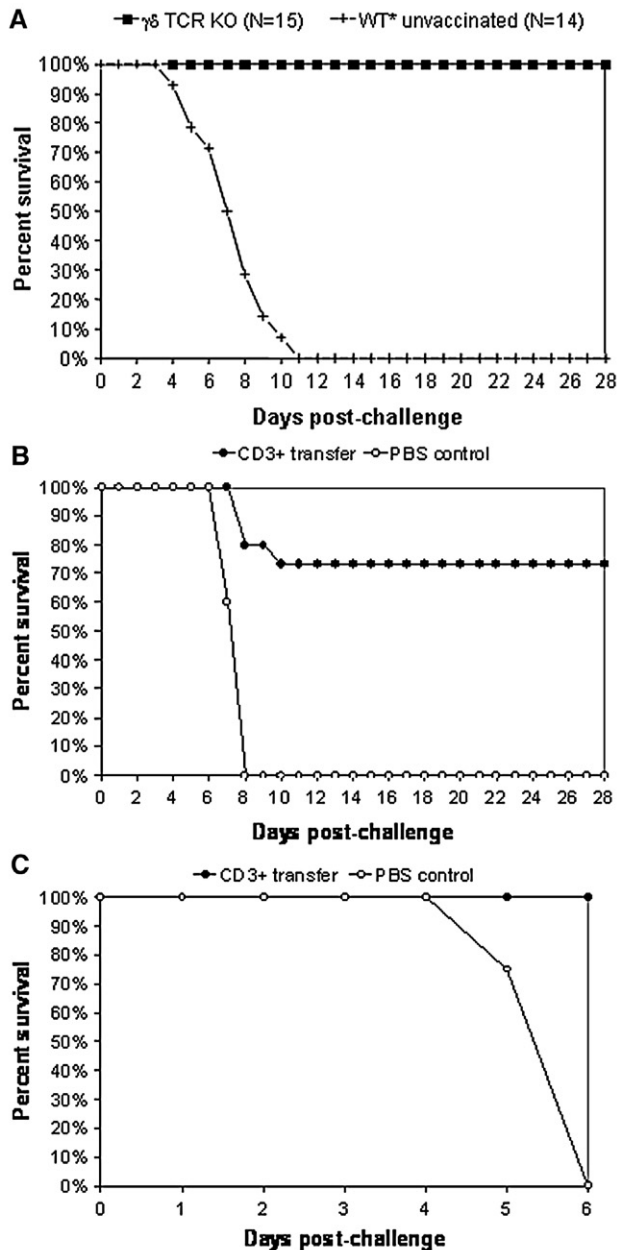 A
γδ TCR KO (N=15) WT* unvaccinated (N=14)
100%
90%
80%
70%
60%
50%
40%
30%
20%
10%
0%
Percent survival
0 2 4 6 8 10 12 14 16 18 20 22 24 26 28
Days post-challenge
B
CD3+ transfer PBS control
100%
90%
80%
70%
60%
50%
40%
30%
20%
10%
0%
Percent survival
0 2 4 6 8 10 12 14 16 18 20 22 24 26 28
Days post-challenge
C
CD3+ transfer PBS control
100%
90%
80%
70%
60%
50%
40%
30%
20%
10%
0%
Percent survival
0 1 2 3 4 5 6
Days post-challenge